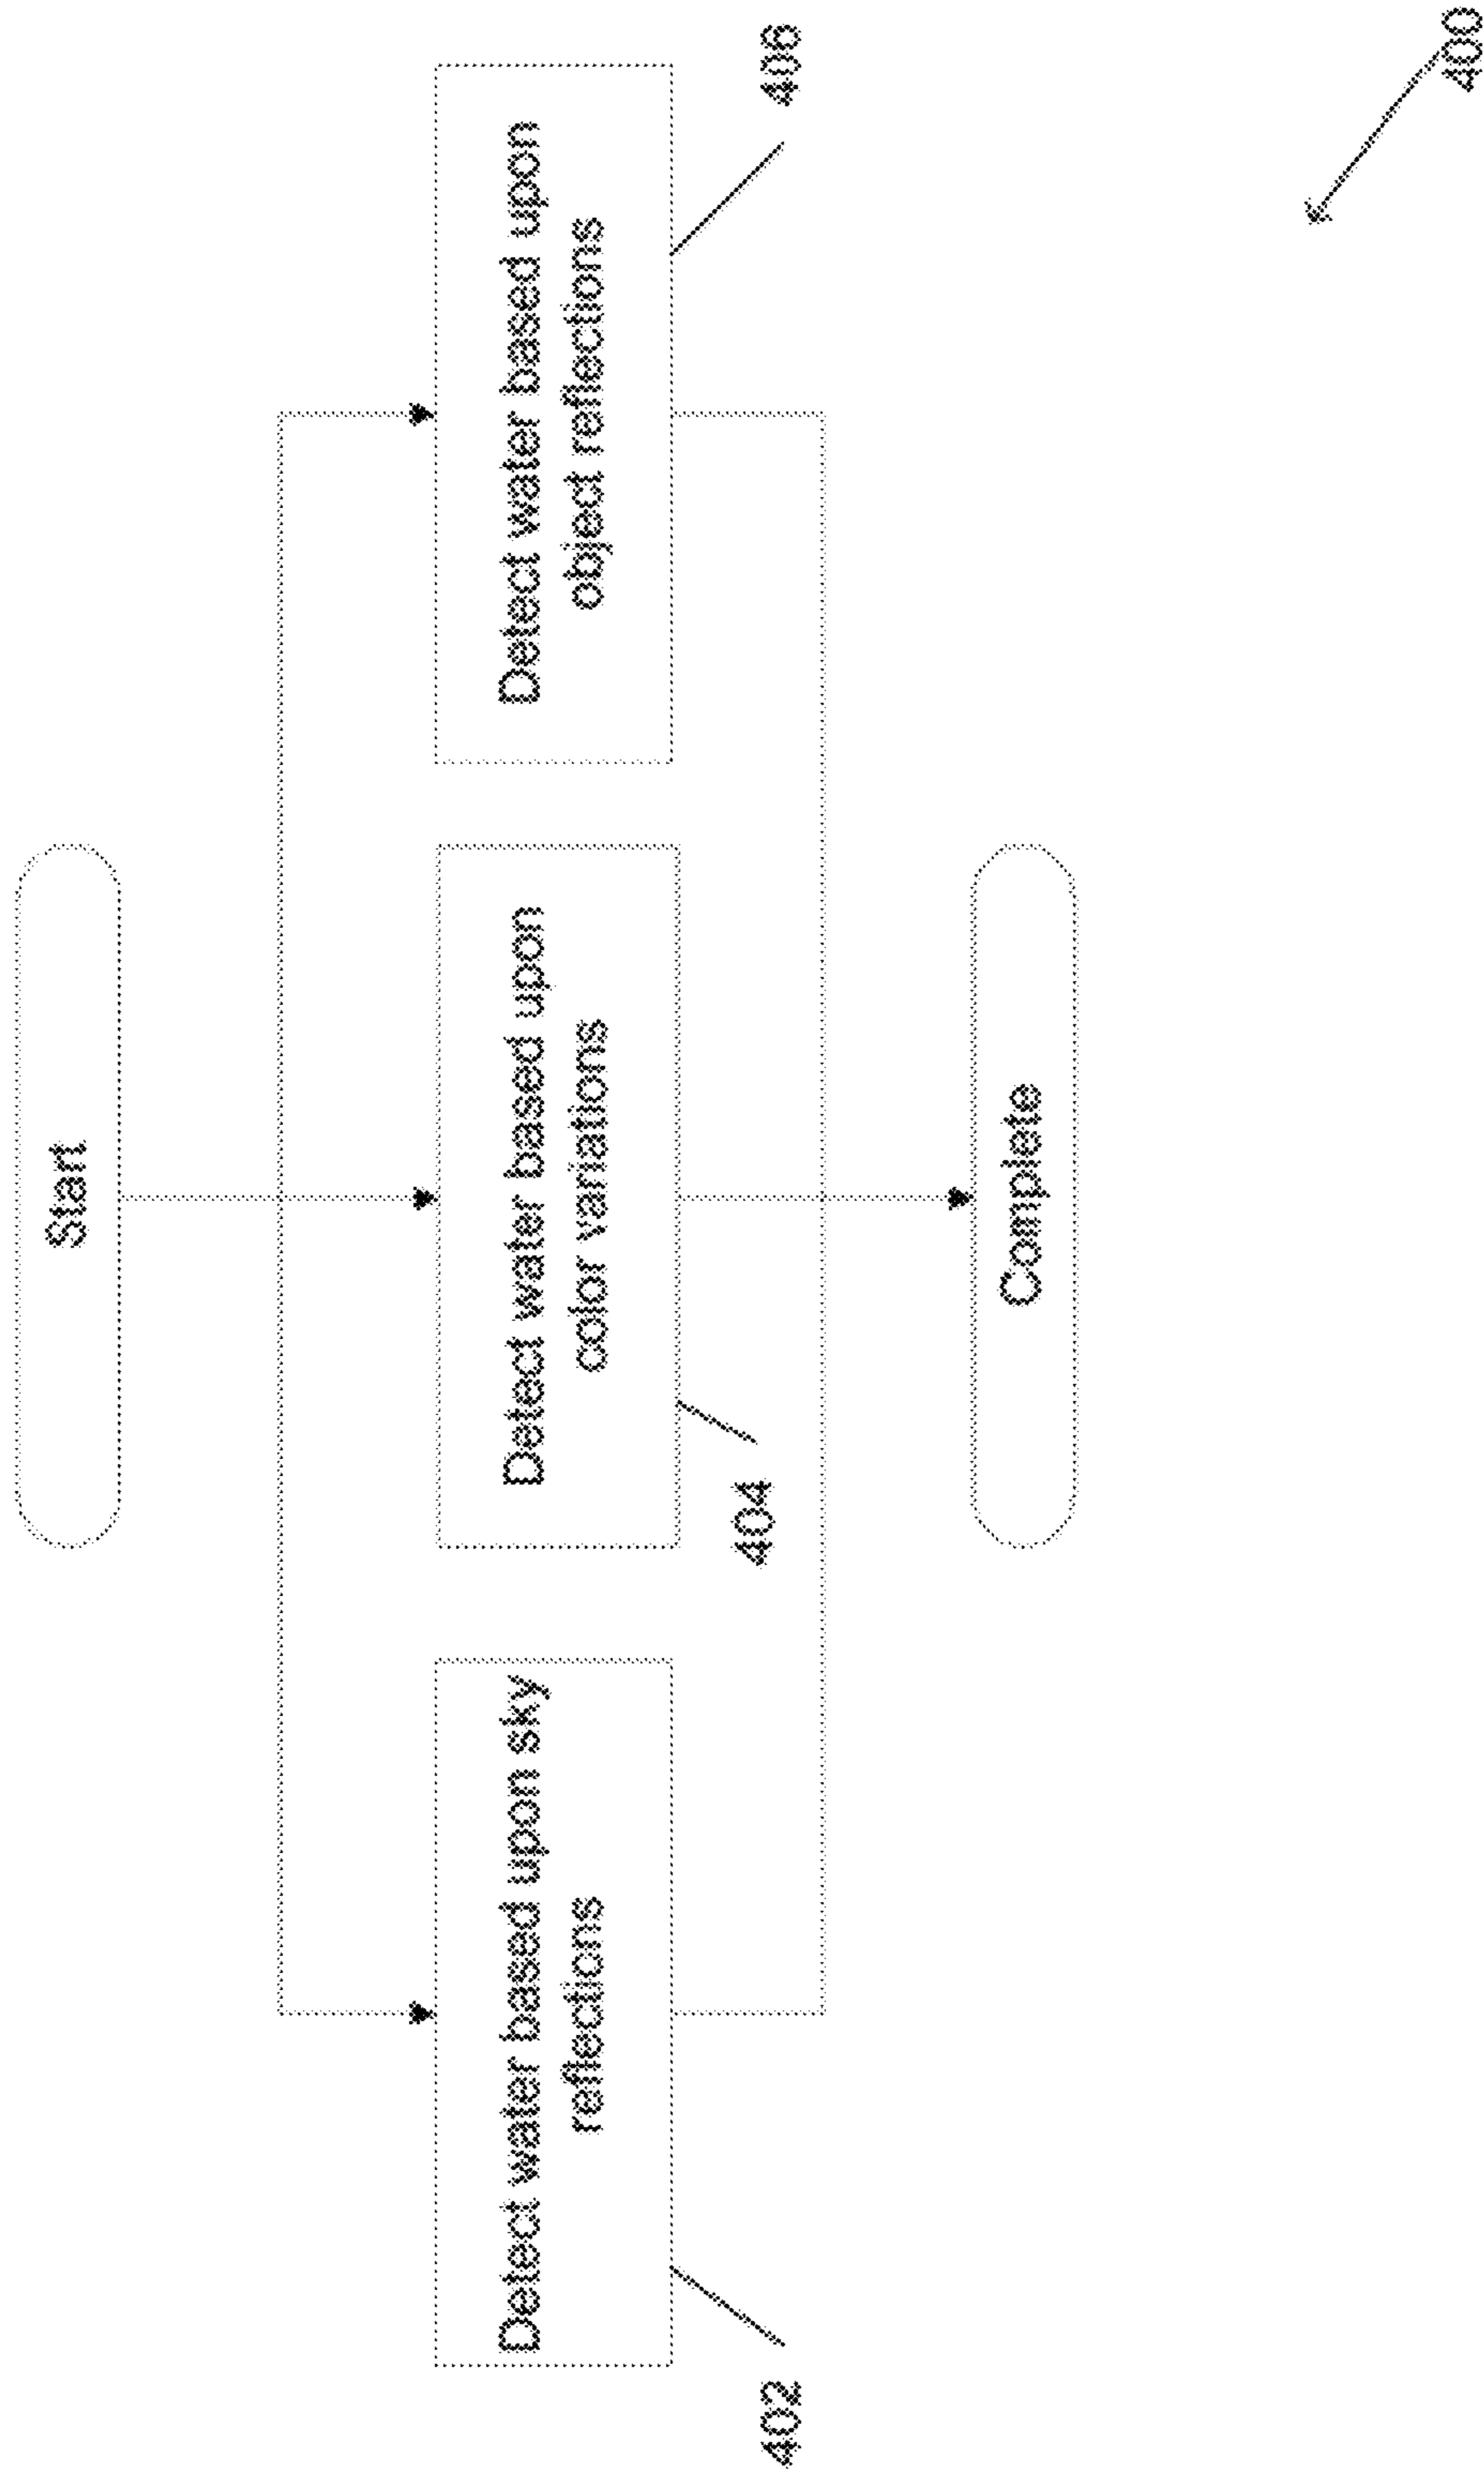 Start
Detect water based upon sky
reflections
402
Detect water based upon
color variations
404
Detect water based upon
object reflections
406
Complete
400